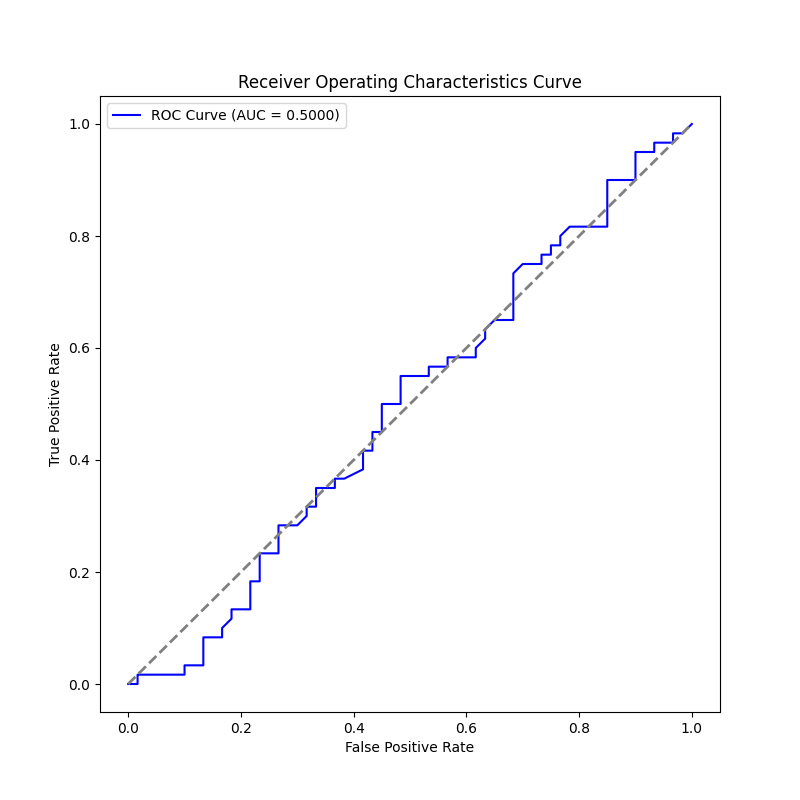 Receiver Operating Characteristics Curve
ROC Curve (AUC = 0.5000)
1.0
0.8
0.6
0.4
0.2
0.0
True Positive Rate
0.0 0.2 0.4 0.6 0.8 1.0
False Positive Rate